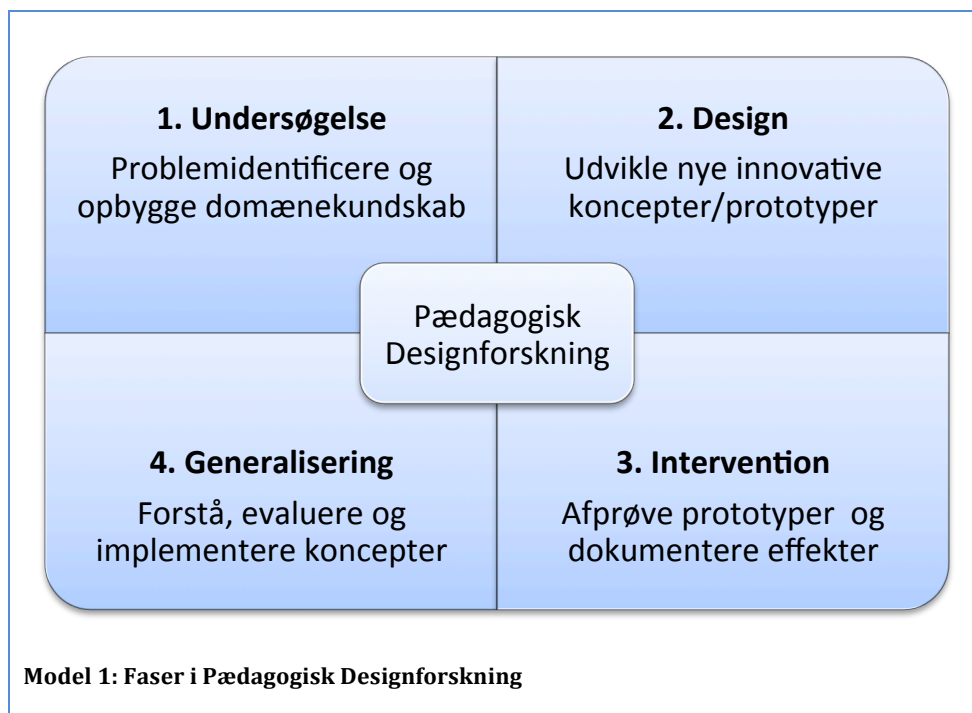 1. Undersøgelse
Problemidentificere og
opbygge domænekundskab
2. Design
Udvikle nye innovative
koncepter/prototyper
Pædagogisk
Designforskning
4. Generalisering
Forstå, evaluere og
implementere koncepter
3. Intervention
Afprøve prototyper og
dokumentere effekter
Model 1: Faser i Pædagogisk Designforskning